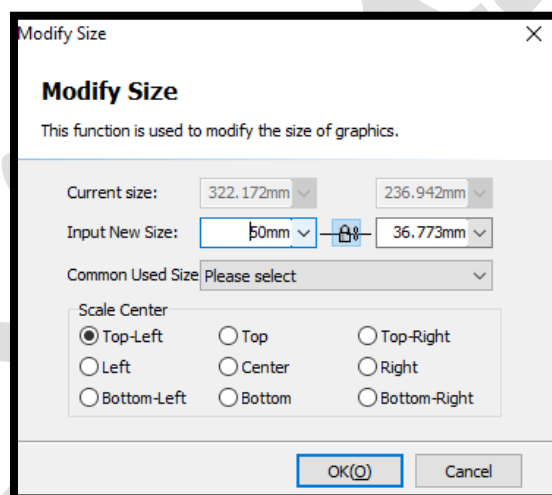 Modify Size
Modify Size
This function is used to modify the size of graphics.
Current size: 322.172mm 236.942mm
Input New Size: 50mm 36.773mm
Common Used Size Please select
Scale Center
Top-Left Top Top-Right
Left Center Right
Bottom-Left Bottom Bottom-Right
OK(O) Cancel